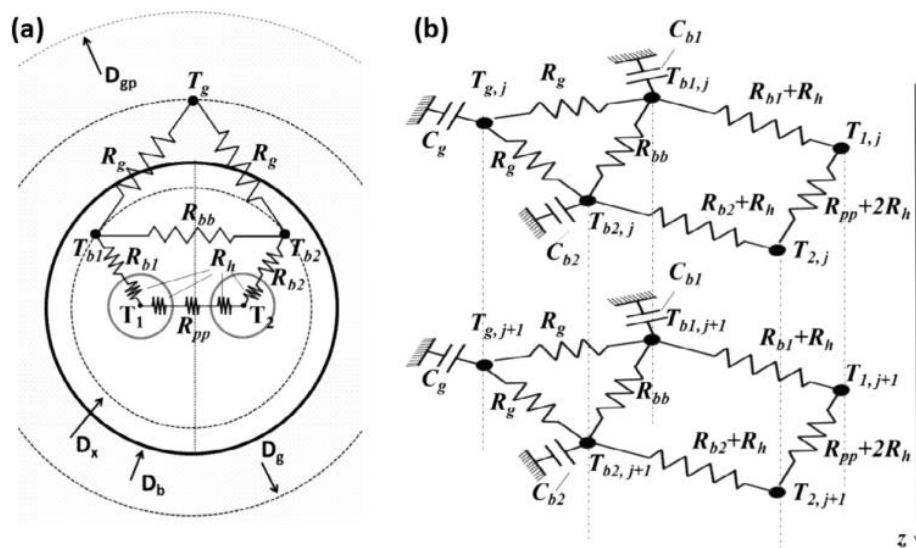 (a)
D_gp
T_g
R_g
R_g
R_bb
T_b1
T_b2
R_b1
R_h
R_b2
T_1
T_2
R_pp
D_x
D_b
D_g
(b)
C_b1
T_g,j
R_g
T_b1,j
R_b1+R_h
T_1,j
C_g
R_g
R_bb
R_b2+R_h
R_pp+2R_h
C_b2
T_b2,j
T_2,j
C_b1
T_g,j+1
R_g
T_b1,j+1
R_b1+R_h
T_1,j+1
C_g
R_g
R_bb
R_b2+R_h
R_pp+2R_h
C_b2
T_b2,j+1
T_2,j+1
z